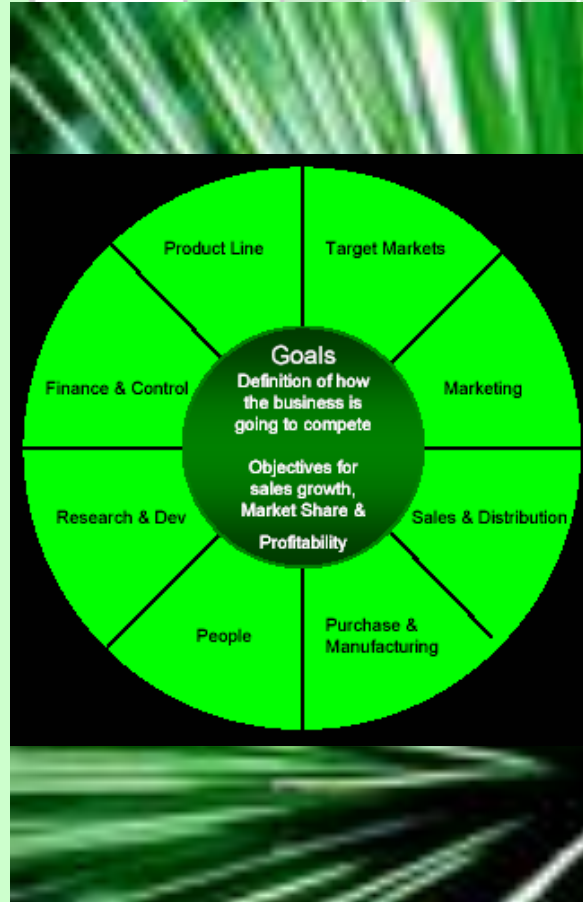 Product Line
Target Markets
Finance & Control
Marketing
Goals
Definition of how
the business is
going to compete
Objectives for
sales growth,
Market Share &
Profitability
Research & Dev
Sales & Distribution
People
Purchase &
Manufacturing